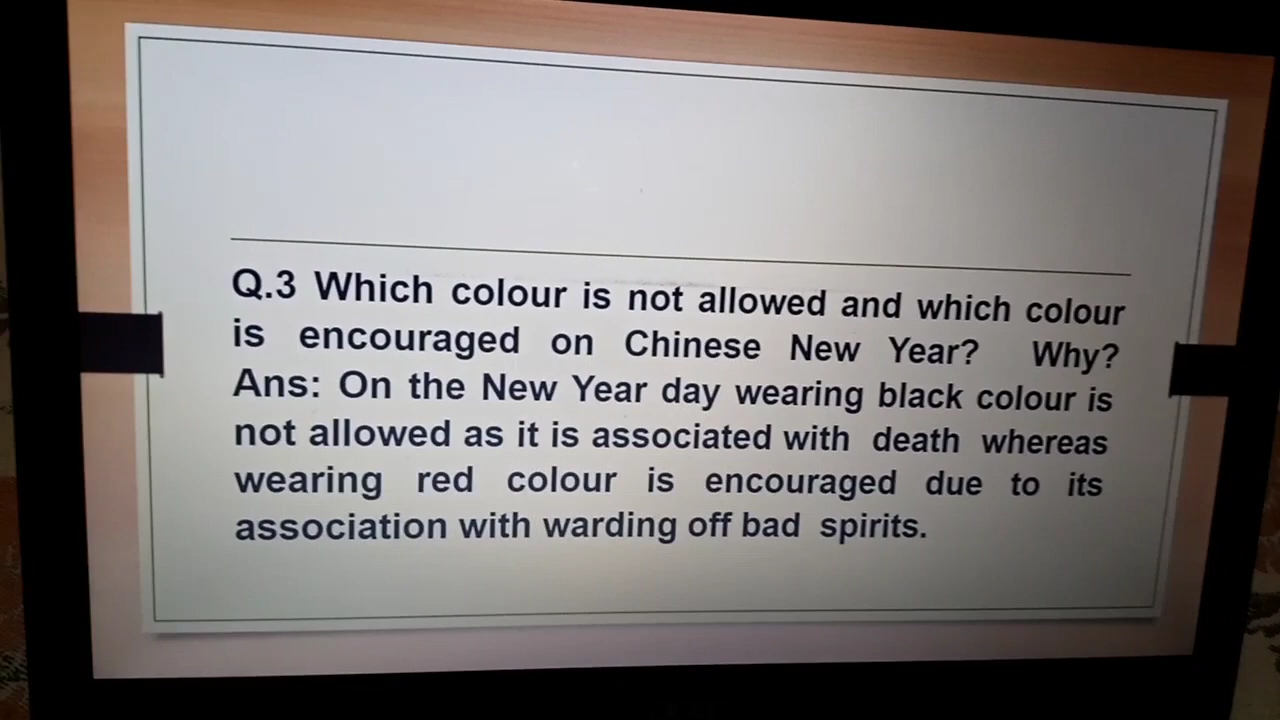 Q.3 Which colour is not allowed and which colour
is encouraged on Chinese New Year? Why?
Ans: On the New Year day wearing black colour is
not allowed as it is associated with death whereas
wearing red colour is encouraged due to its
association with warding off bad spirits.